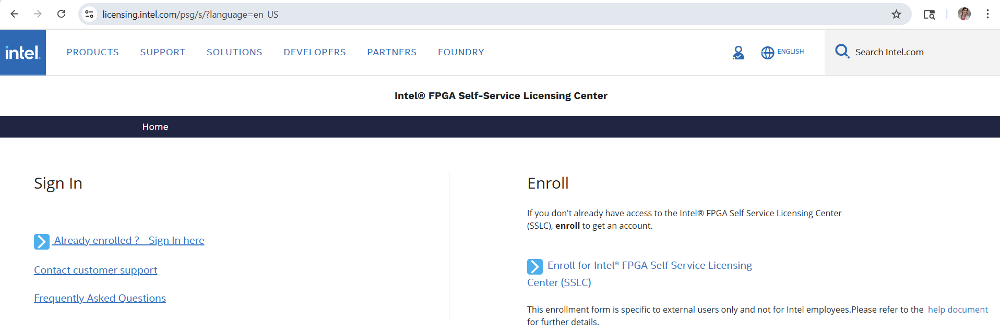 licensing.intel.com/psg/s/?language=en_US
intel.
PRODUCTS SUPPORT SOLUTIONS DEVELOPERS PARTNERS FOUNDRY ENGLISH Search Intel.com
Intel® FPGA Self-Service Licensing Center
Home
Sign In
Already enrolled ? - Sign In here
Contact customer support
Frequently Asked Questions
Enroll
If you don't already have access to the Intel® FPGA Self Service Licensing Center
(SSLC), enroll to get an account.
Enroll for Intel® FPGA Self Service Licensing
Center (SSLC)
This enrollment form is specific to external users only and not for Intel employees.Please refer to the help document
for further details.